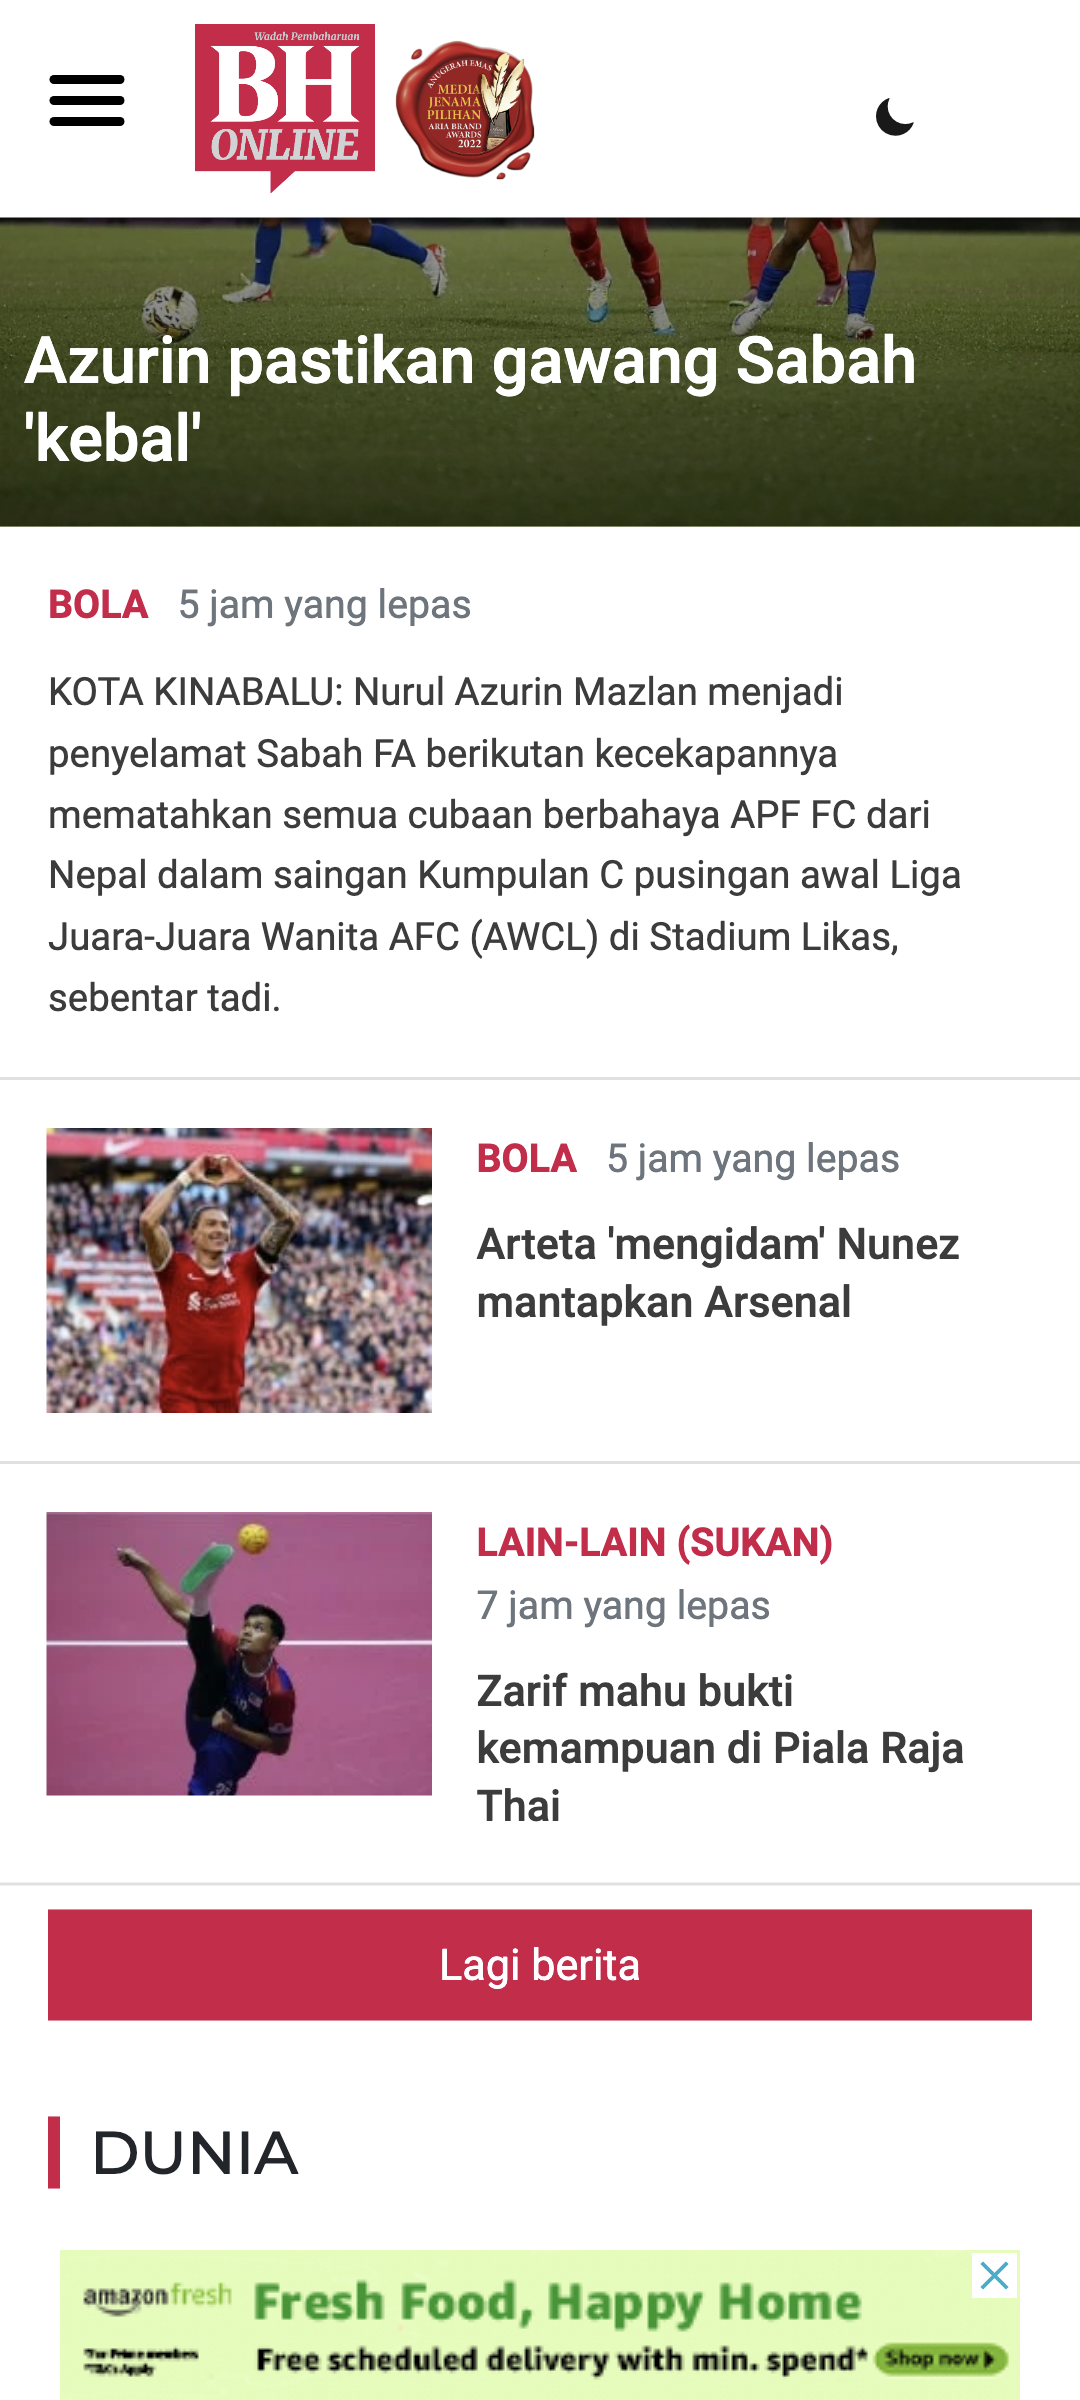 Wadah Pembaharuan
BH
ONLINE
ANUGERAH EMAS
MEDIA
JENAMA
PILIHAN
ARIA BRAND
AWARDS
2022
Azurin pastikan gawang Sabah
'kebal'
BOLA 5 jam yang lepas
KOTA KINABALU: Nurul Azurin Mazlan menjadi
penyelamat Sabah FA berikutan kecekapannya
mematahkan semua cubaan berbahaya APF FC dari
Nepal dalam saingan Kumpulan C pusingan awal Liga
Juara-Juara Wanita AFC (AWCL) di Stadium Likas,
sebentar tadi.
BOLA 5 jam yang lepas
Arteta 'mengidam' Nunez
mantapkan Arsenal
LAIN-LAIN (SUKAN)
7 jam yang lepas
Zarif mahu bukti
kemampuan di Piala Raja
Thai
Lagi berita
DUNIA
amazon fresh
Fresh Food, Happy Home
*For Prime members
*T&Cs Apply
Free scheduled delivery with min. spend*
Shop now